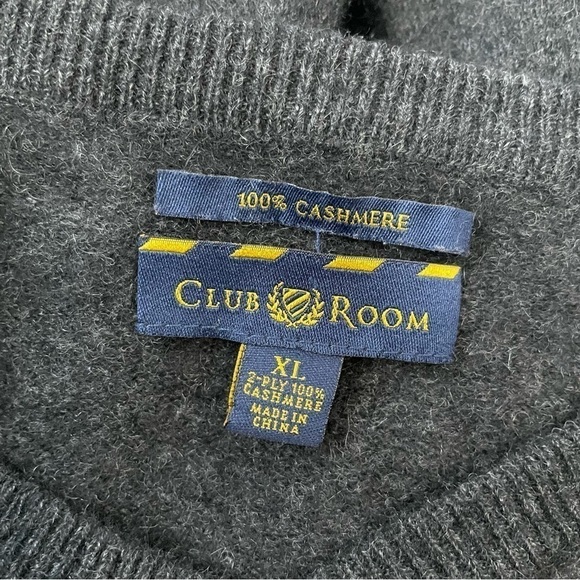 100% CASHMERE
CLUB ROOM
XL
2-PLY 100%
CASHMERE
MADE IN
CHINA